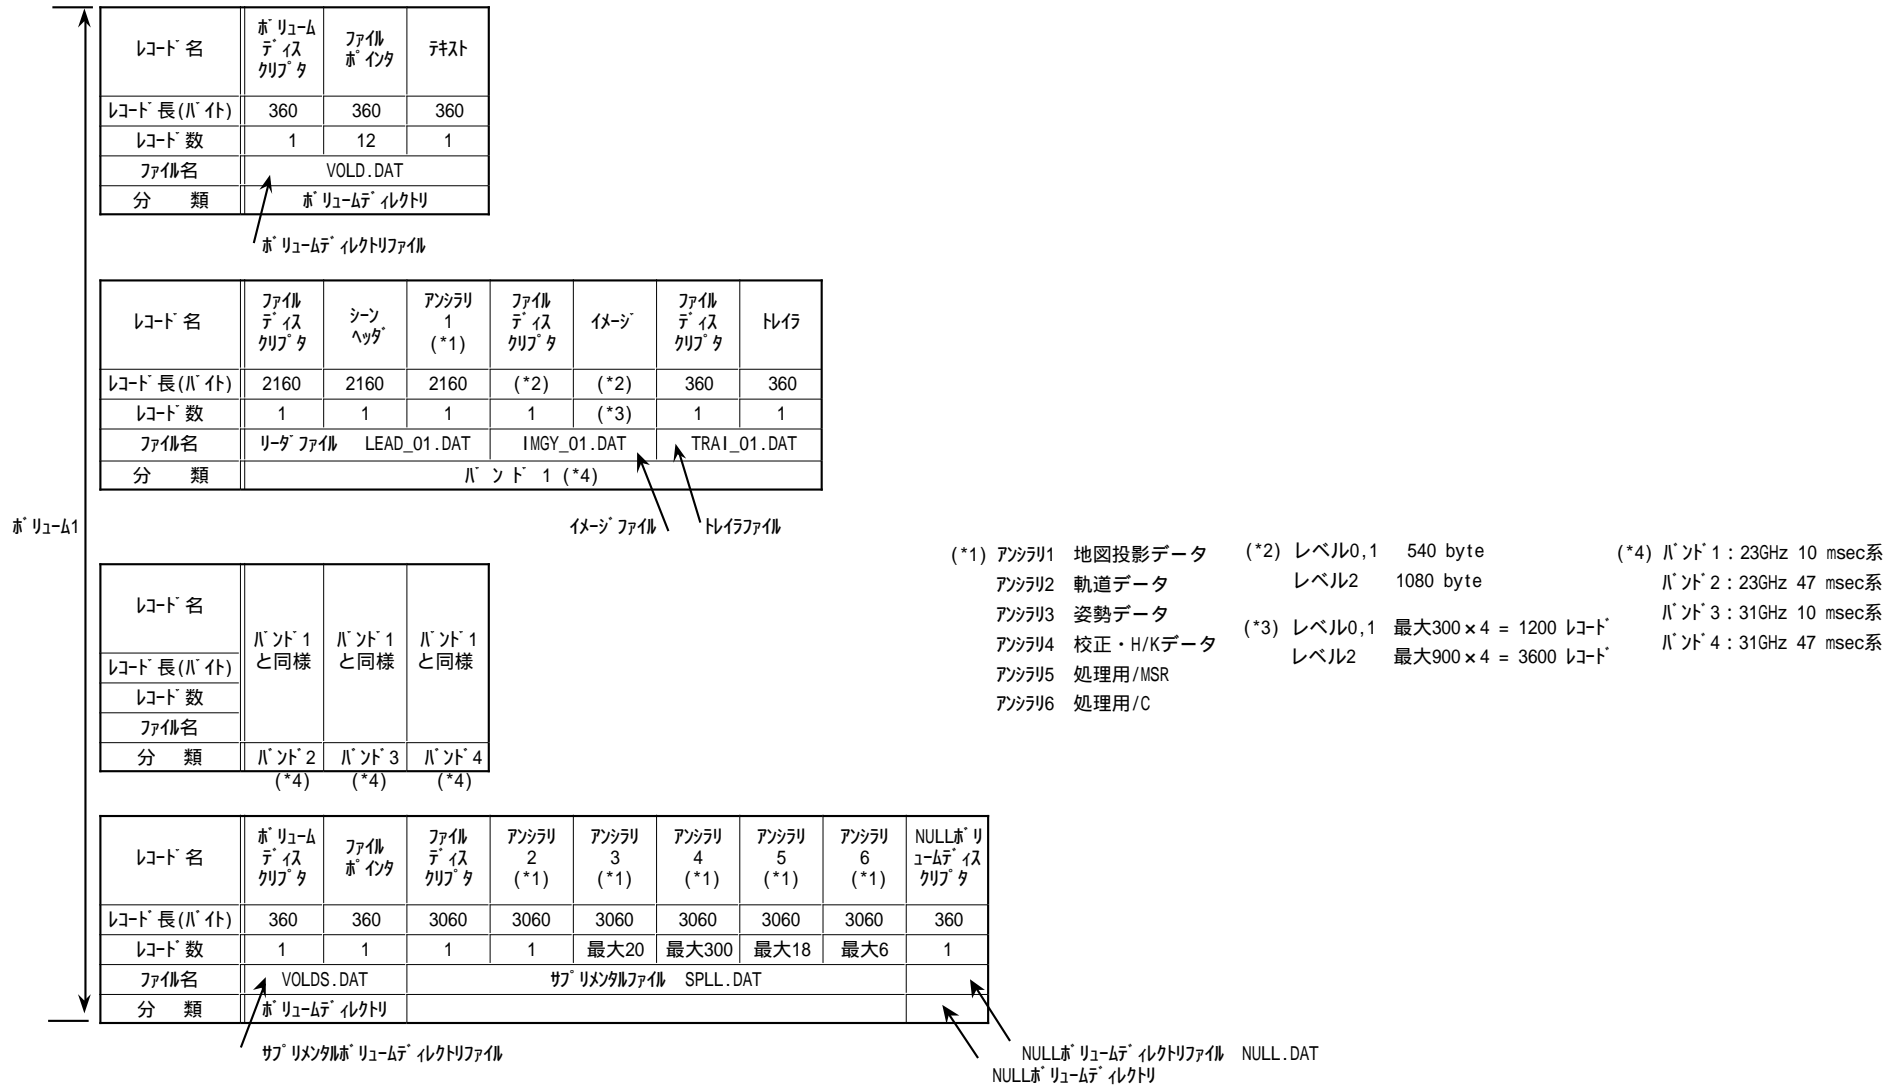 ボリューム1
レコード名 ボリュームディスクリプタ ファイルポインタ テキスト
レコード長(バイト) 360 360 360
レコード数 1 12 1
ファイル名 VOLD.DAT
分 類 ボリュームディレクトリ
ボリュームディレクトリファイル
レコード名 ファイルディスクリプタ シーンヘッダ アンシラリ1(*1) ファイルディスクリプタ イメージ ファイルディスクリプタ トレイラ
レコード長(バイト) 2160 2160 2160 (*2) (*2) 360 360
レコード数 1 1 1 1 (*3) 1 1
ファイル名 リーダファイル LEAD_01.DAT IMGY_01.DAT TRAI_01.DAT
分 類 バンド 1 (*4)
イメージファイル トレイラファイル
レコード名 バンド1と同様 バンド1と同様 バンド1と同様
レコード長(バイト)
レコード数
ファイル名
分 類 バンド2 バンド3 バンド4
(*4) (*4) (*4)
(*1) アンシラリ1 地図投影データ
アンシラリ2 軌道データ
アンシラリ3 姿勢データ
アンシラリ4 校正・H/Kデータ
アンシラリ5 処理用/MSR
アンシラリ6 処理用/C
(*2) レベル0,1 540 byte
レベル2 1080 byte
(*3) レベル0,1 最大300×4 = 1200 レコード
レベル2 最大900×4 = 3600 レコード
(*4) バンド1:23GHz 10 msec系
バンド2:23GHz 47 msec系
バンド3:31GHz 10 msec系
バンド4:31GHz 47 msec系
レコード名 ボリュームディスクリプタ ファイルポインタ ファイルディスクリプタ アンシラリ2(*1) アンシラリ3(*1) アンシラリ4(*1) アンシラリ5(*1) アンシラリ6(*1) NULLボリュームディスクリプタ
レコード長(バイト) 360 360 3060 3060 3060 3060 3060 3060 360
レコード数 1 1 1 1 最大20 最大300 最大18 最大6 1
ファイル名 VOLDS.DAT サプリメンタルファイル SPLL.DAT
分 類 ボリュームディレクトリ
サプリメンタルボリュームディレクトリファイル
NULLボリュームディレクトリファイル NULL.DAT
NULLボリュームディレクトリ